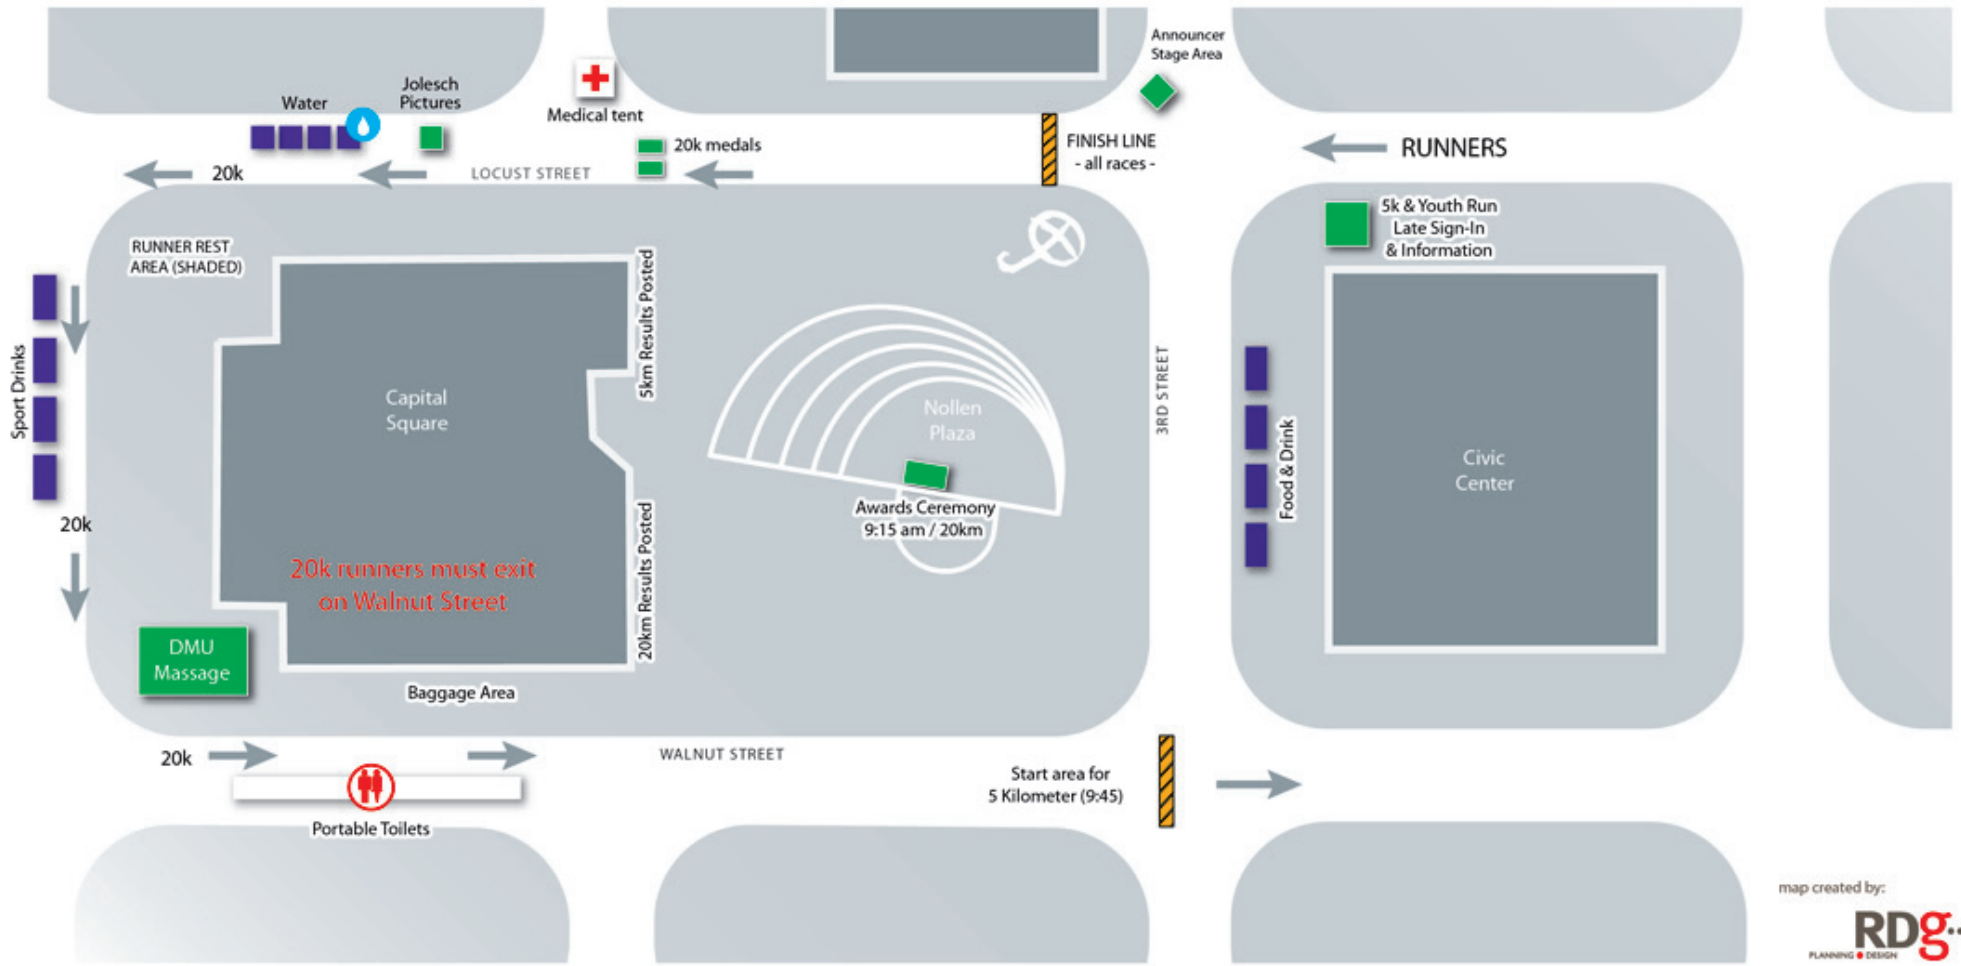 Announcer
Stage Area
Jolesch
Pictures
Water
Medical tent
20k medals
FINISH LINE
- all races -
RUNNERS
20k
LOCUST STREET
5k & Youth Run
Late Sign-In
& Information
RUNNER REST
AREA (SHADED)
5km Results Posted
Sport Drinks
Capital
Square
Nollen
Plaza
3RD STREET
Food & Drink
Civic
Center
Awards Ceremony
9:15 am / 20km
20k
20k runners must exit
on Walnut Street
20km Results Posted
DMU
Massage
Baggage Area
20k
WALNUT STREET
Start area for
5 Kilometer (9:45)
Portable Toilets
map created by:
RDg...
PLANNING • DESIGN